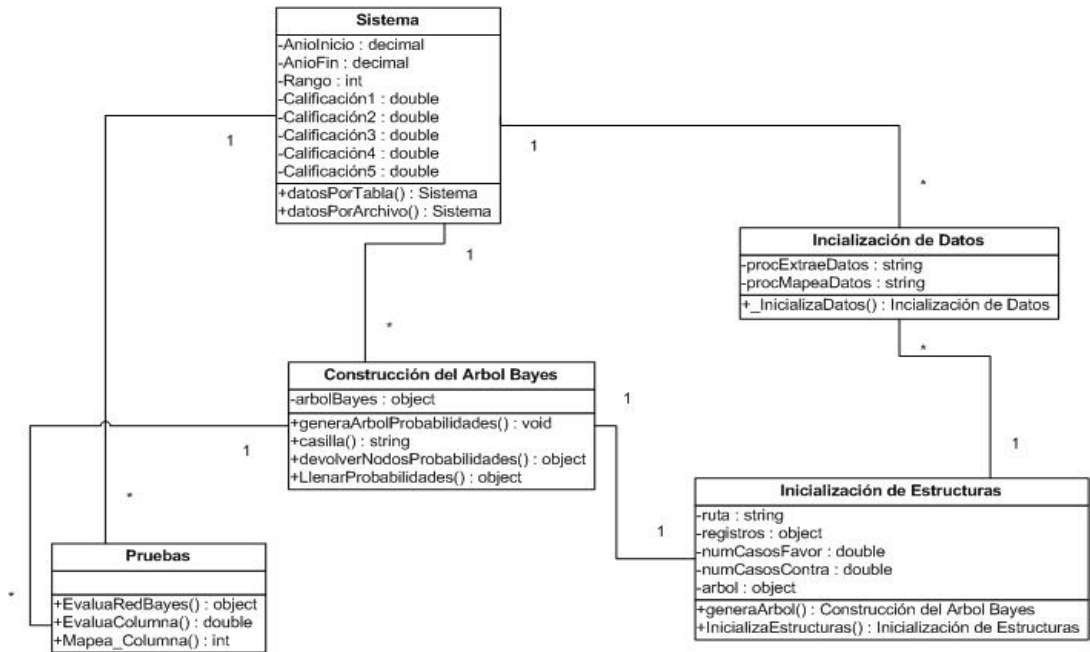 Sistema
-AnioInicio : decimal
-AnioFin : decimal
-Rango : int
-Calificación1 : double
-Calificación2 : double
-Calificación3 : double
-Calificación4 : double
-Calificación5 : double
+datosPorTabla() : Sistema
+datosPorArchivo() : Sistema
1
1
1
*
Incialización de Datos
-procExtraeDatos : string
-procMapeaDatos : string
+_InicializaDatos() : Incialización de Datos
*
*
Construcción del Arbol Bayes
-arbolBayes : object
+generaArbolProbabilidades() : void
+casilla() : string
+devolverNodosProbabilidades() : object
+LlenarProbabilidades() : object
1
1
1
1
*
*
Inicialización de Estructuras
-ruta : string
-registros : object
-numCasosFavor : double
-numCasosContra : double
-arbol : object
+generaArbol() : Construcción del Arbol Bayes
+InicializaEstructuras() : Inicialización de Estructuras
Pruebas
+EvaluaRedBayes() : object
+EvaluaColumna() : double
+Mapea_Columna() : int